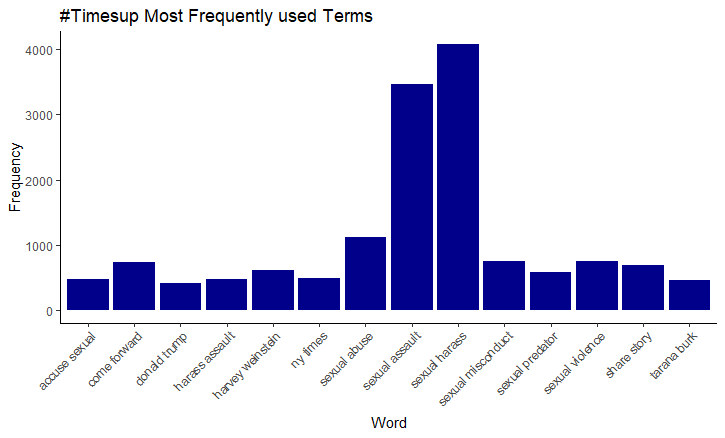 #Timesup Most Frequently used Terms
4000
3000
2000
1000
0
Frequency
accuse sexual
come forward
donald trump
harass assault
harvey weinstein
ny times
sexual abuse
sexual assault
sexual harass
sexual misconduct
sexual predator
sexual violence
share story
tarana burk
Word